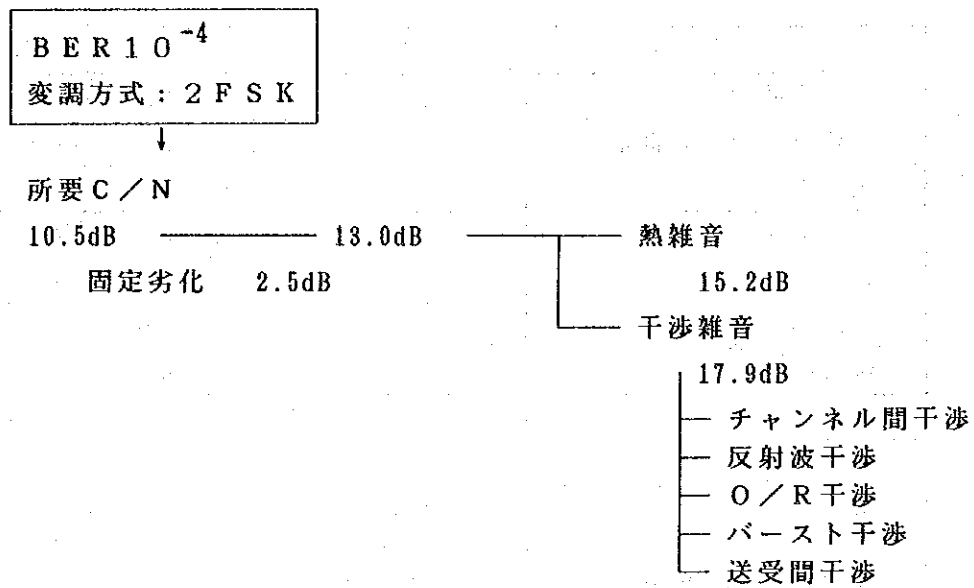 BER10⁻⁴
変調方式：2FSK
所要C／N
10.5dB 13.0dB 熱雑音
固定劣化 2.5dB 15.2dB
干渉雑音
17.9dB
チャンネル間干渉
反射波干渉
O／R干渉
バースト干渉
送受間干渉